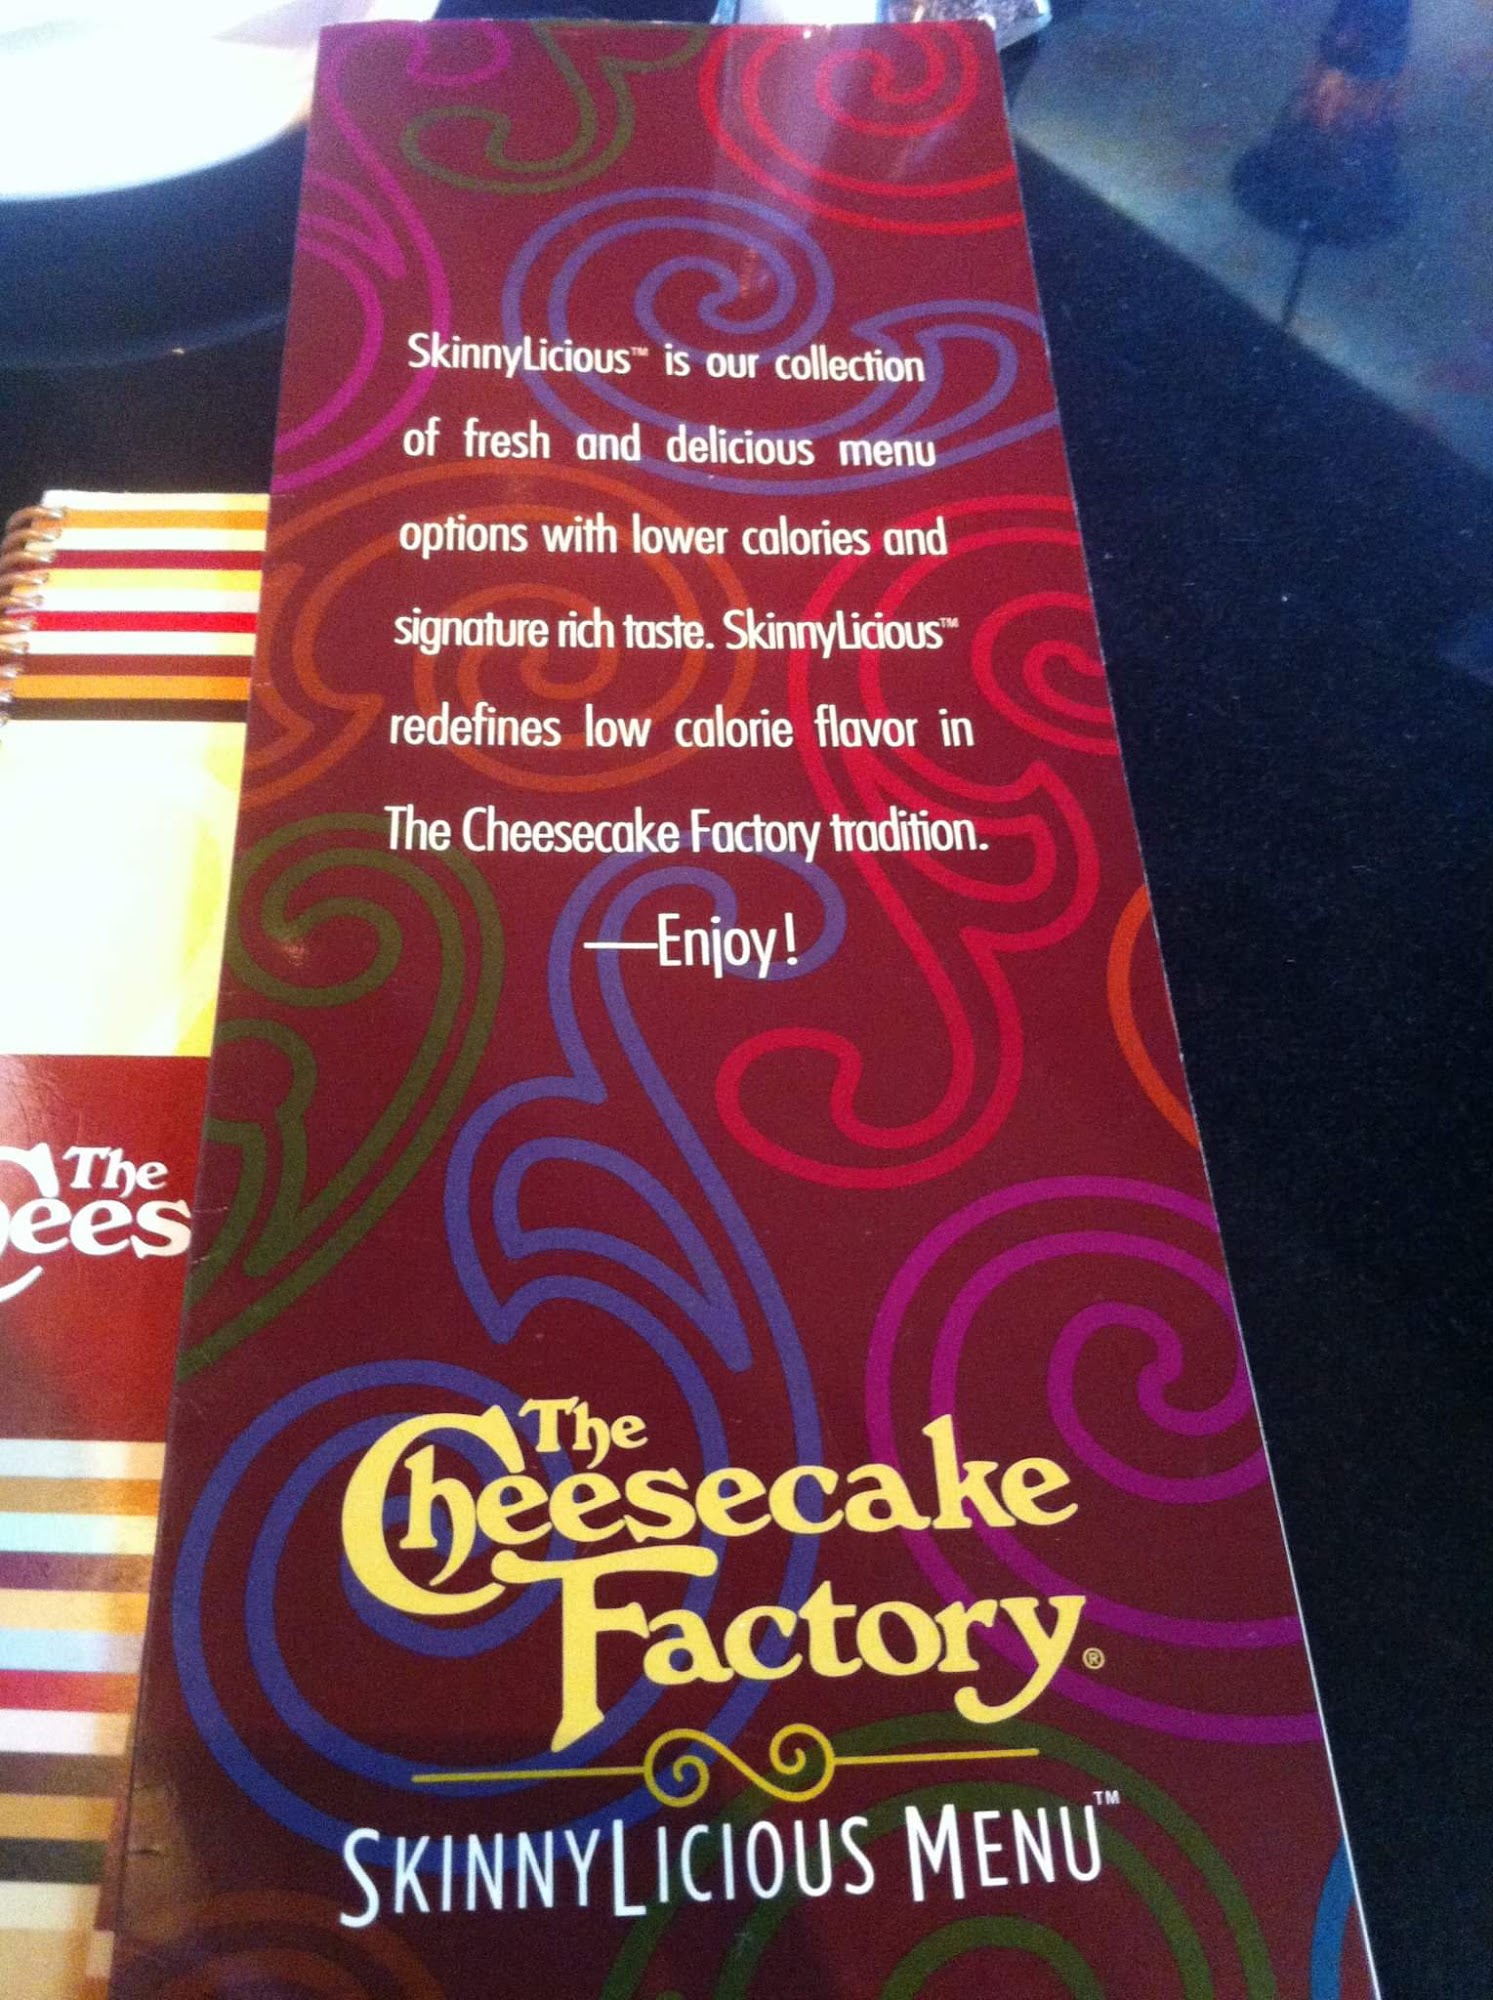 SkinnyLicious™ is our collection
of fresh and delicious menu
options with lower calories and
signature rich taste. SkinnyLicious™
redefines low calorie flavor in
The Cheesecake Factory tradition.
—Enjoy!
The
Cheesecake
Factory®
SkinnyLicious Menu™
The
Chees